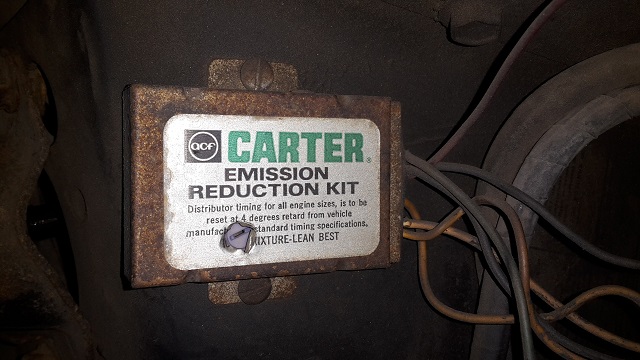 acf CARTER®
EMISSION
REDUCTION KIT
Distributor timing for all engine sizes, is to be
reset at 4 degrees retard from vehicle
standard timing specifications.
MIXTURE-LEAN BEST